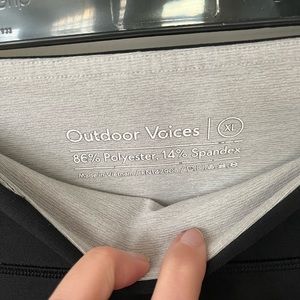 Outdoor Voices | XL
86% Polyester, 14% Spandex
Made in Vietnam